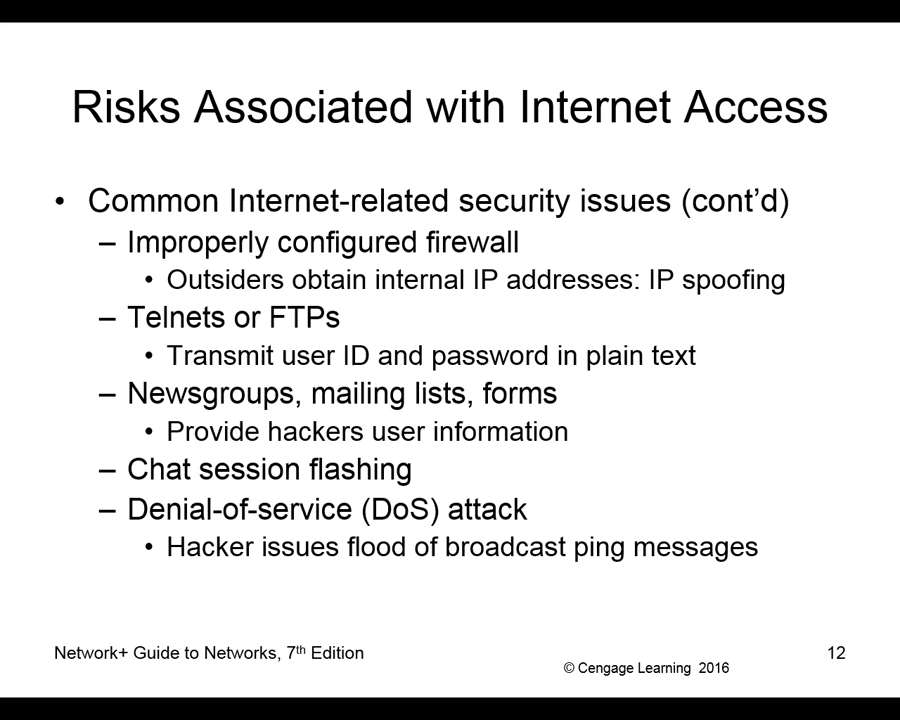 Risks Associated with Internet Access
• Common Internet-related security issues (cont’d)
– Improperly configured firewall
• Outsiders obtain internal IP addresses: IP spoofing
– Telnets or FTPs
• Transmit user ID and password in plain text
– Newsgroups, mailing lists, forms
• Provide hackers user information
– Chat session flashing
– Denial-of-service (DoS) attack
• Hacker issues flood of broadcast ping messages
Network+ Guide to Networks, 7th Edition
© Cengage Learning 2016
12